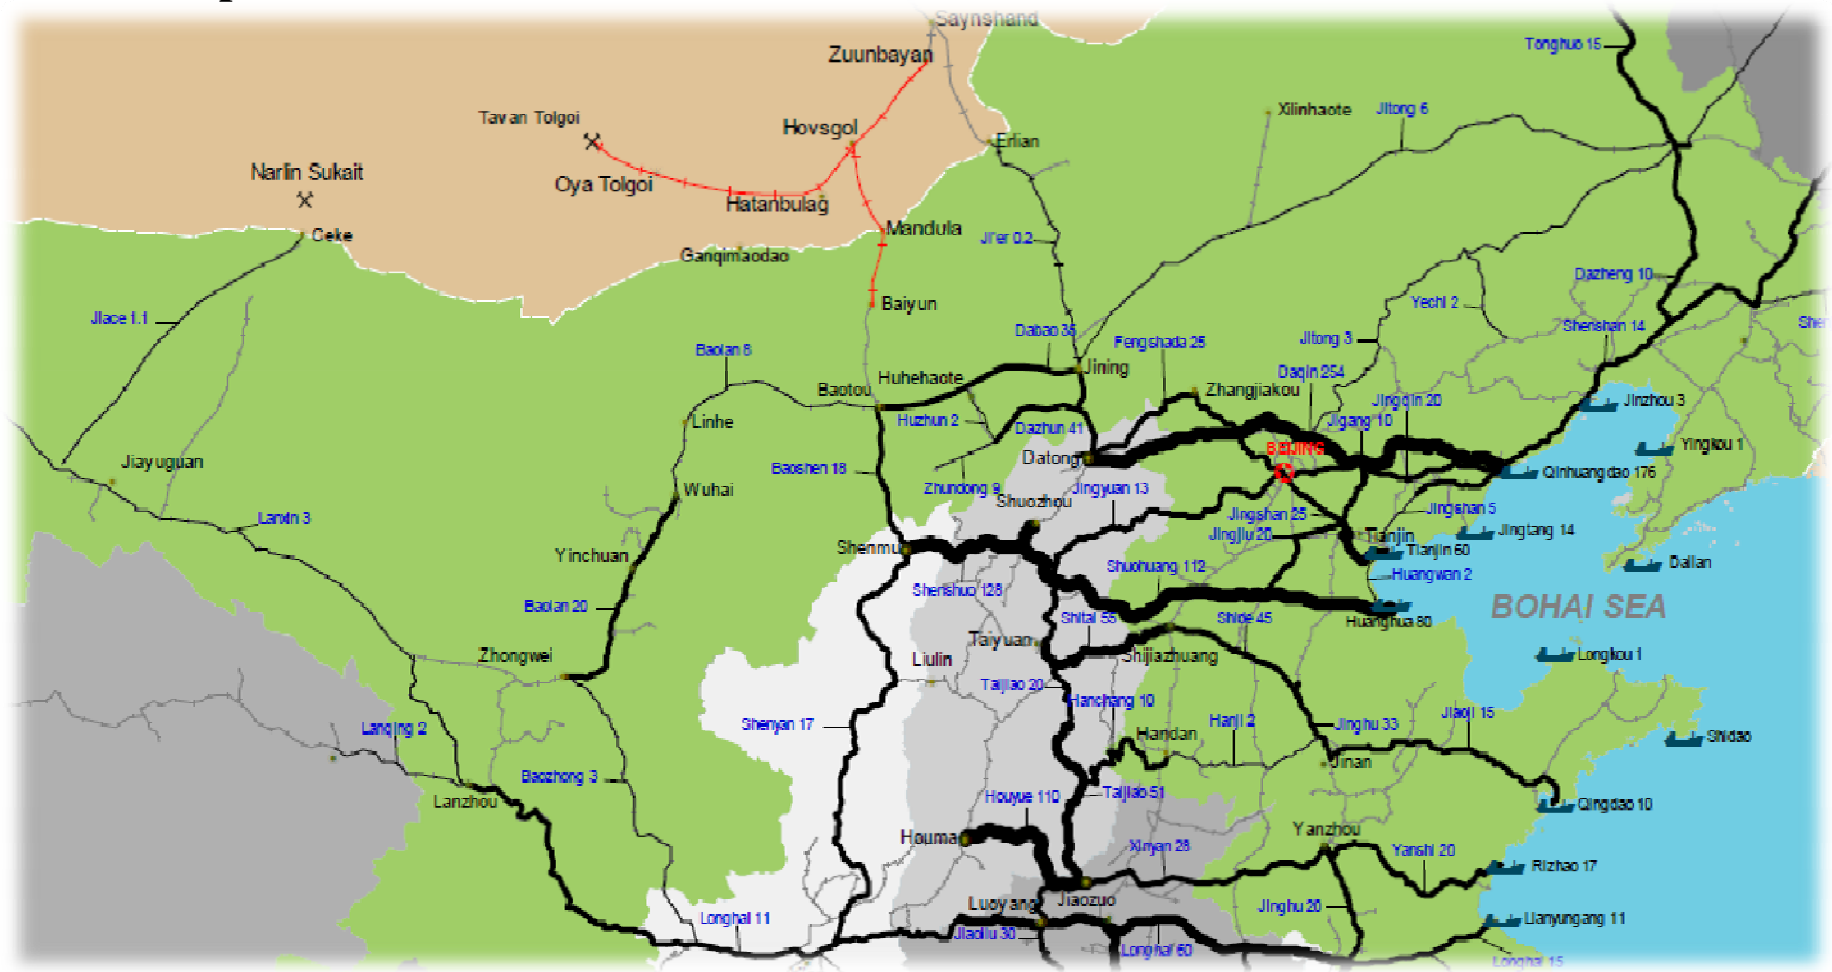 Saynshand
Zuunbayan
Tonghuo 15
Tavan Tolgoi
Hovsgol
Xilinhaote
Jitong 6
Erlian
Narlin Sukait
Oya Tolgoi
Hatanbulag
Ceke
Mandula
Ji'er 0.2
Ganqimaodao
Dazheng 10
Baiyun
Yechi 2
Jiace 1.1
Dabao 35
Shenshan 14
Sher
Fengshada 25
Jitong 3
Baolan 8
Huhehaote
Jining
Daqin 254
Baotou
Zhangjiakou
Jingqin 20
Jinzhou 3
Linhe
Huzhun 2
Dazhun 41
Jigang 10
BEIJING
Yingkou 1
Jiayuguan
Datong
Baoshen 18
Qinhuangdao 176
Wuhai
Zhundong 9
Jingyuan 13
Shuozhou
Lanxin 3
Jingshan 25
Jingshan 5
Jingjiu 20
Tianjin
Jingtang 14
Yinchuan
Shenmu
Tianjin 60
Dalian
Shuohuang 112
Huangwan 2
Shenshuo 128
Baolan 20
BOHAI SEA
Shitai 55
Shide 45
Huanghua 80
Taiyuan
Zhongwei
Liulin
Shijiazhuang
Longkou 1
Taijiao 20
Hanchang 10
Lanqing 2
Shenyan 17
Hanji 2
Jinghu 33
Jiaoji 15
Handan
Shidao
Jinan
Baozhong 3
Lanzhou
Houyue 110
Taijiao 51
Qingdao 10
Houma
Yanzhou
Xinyan 28
Yanshi 20
Rizhao 17
Luoyang
Jiaozuo
Jinghu 20
Longhai 11
Lianyungang 11
Jiaoliu 30
Longhai 60
Longhai 15